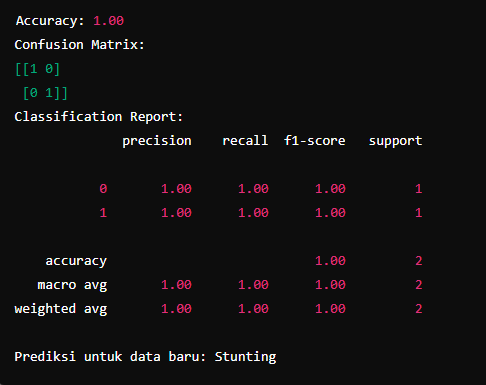 Accuracy: 1.00
Confusion Matrix:
[[1 0]
 [0 1]]
Classification Report:
              precision    recall  f1-score   support

           0       1.00      1.00      1.00         1
           1       1.00      1.00      1.00         1

    accuracy                           1.00         2
   macro avg       1.00      1.00      1.00         2
weighted avg       1.00      1.00      1.00         2

Prediksi untuk data baru: Stunting